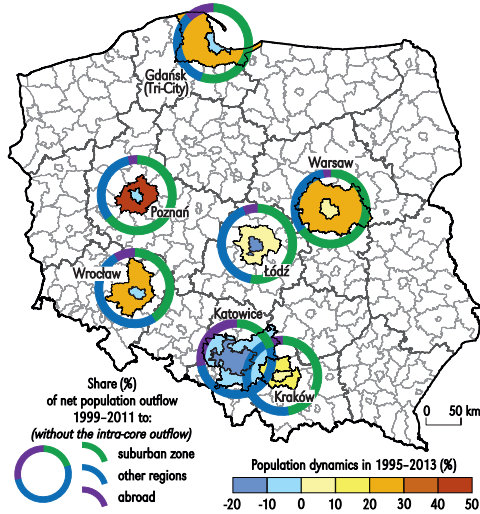 Gdańsk
(Tri-City)
Warsaw
Poznań
Łódź
Wrocław
Katowice
Kraków
Share (%)
of net population outflow
1999–2011 to:
(without the intra-core outflow)
suburban zone
other regions
abroad
0 50 km
Population dynamics in 1995–2013 (%)
-20 -10 0 10 20 30 40 50